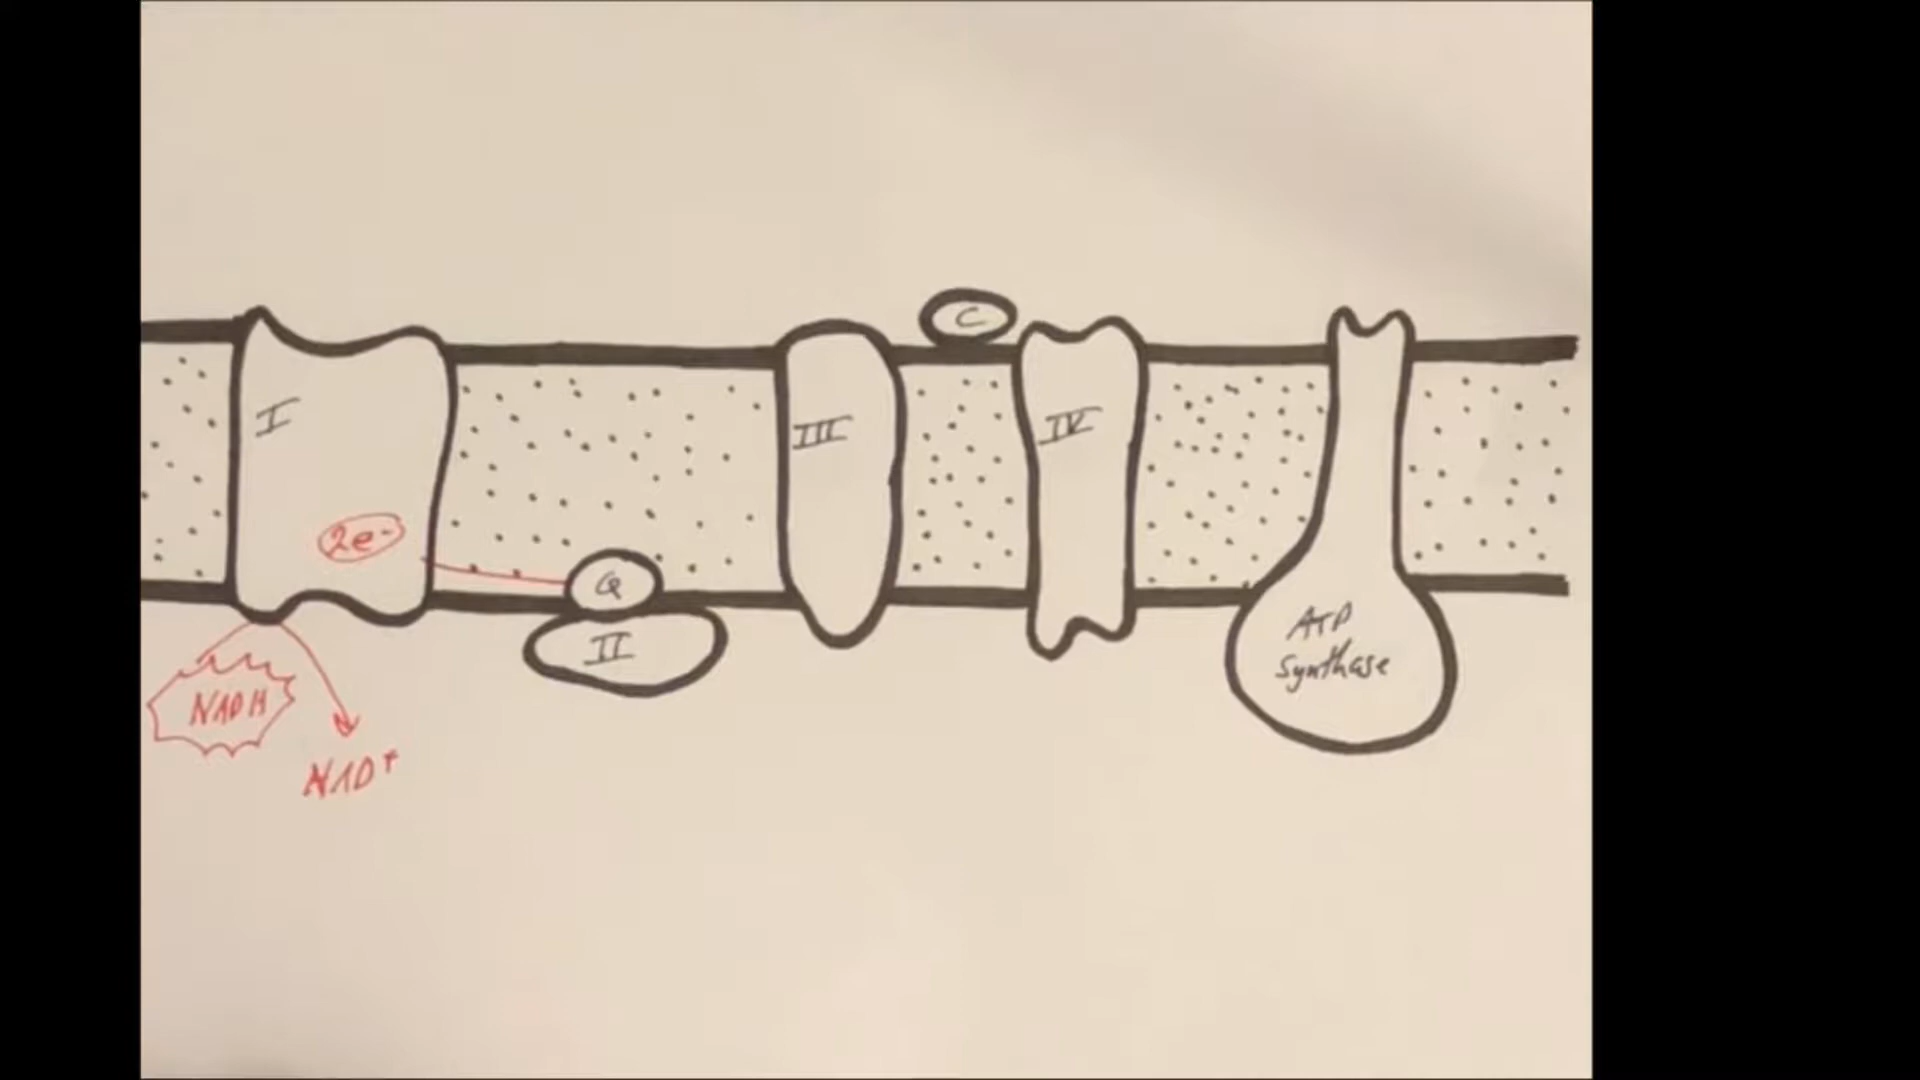 I
III
C
IV
2e-
Q
II
ATP
Synthase
NADH
NAD+